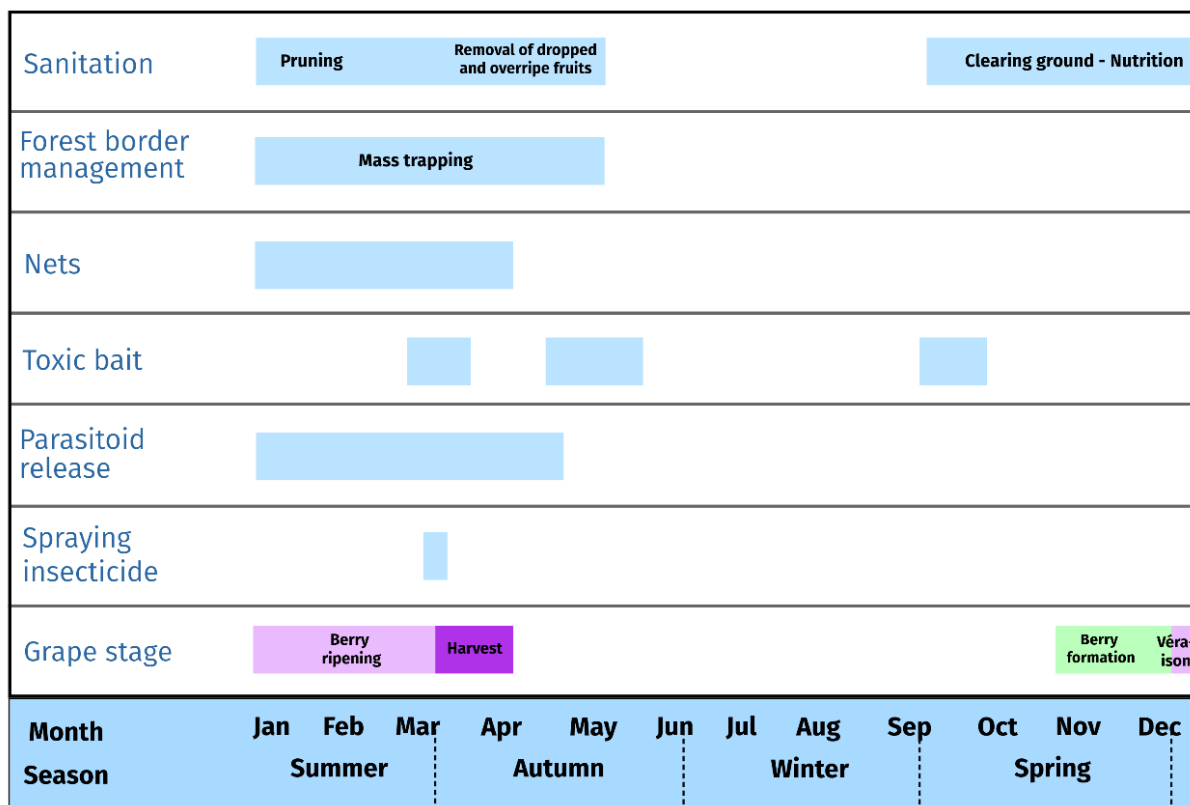 Sanitation
Pruning
Removal of dropped
and overripe fruits
Clearing ground - Nutrition
Forest border
management
Mass trapping
Nets
Toxic bait
Parasitoid
release
Spraying
insecticide
Grape stage
Berry
ripening
Harvest
Berry
formation
Véra-
ison
Month Jan Feb Mar Apr May Jun Jul Aug Sep Oct Nov Dec
Season Summer Autumn Winter Spring